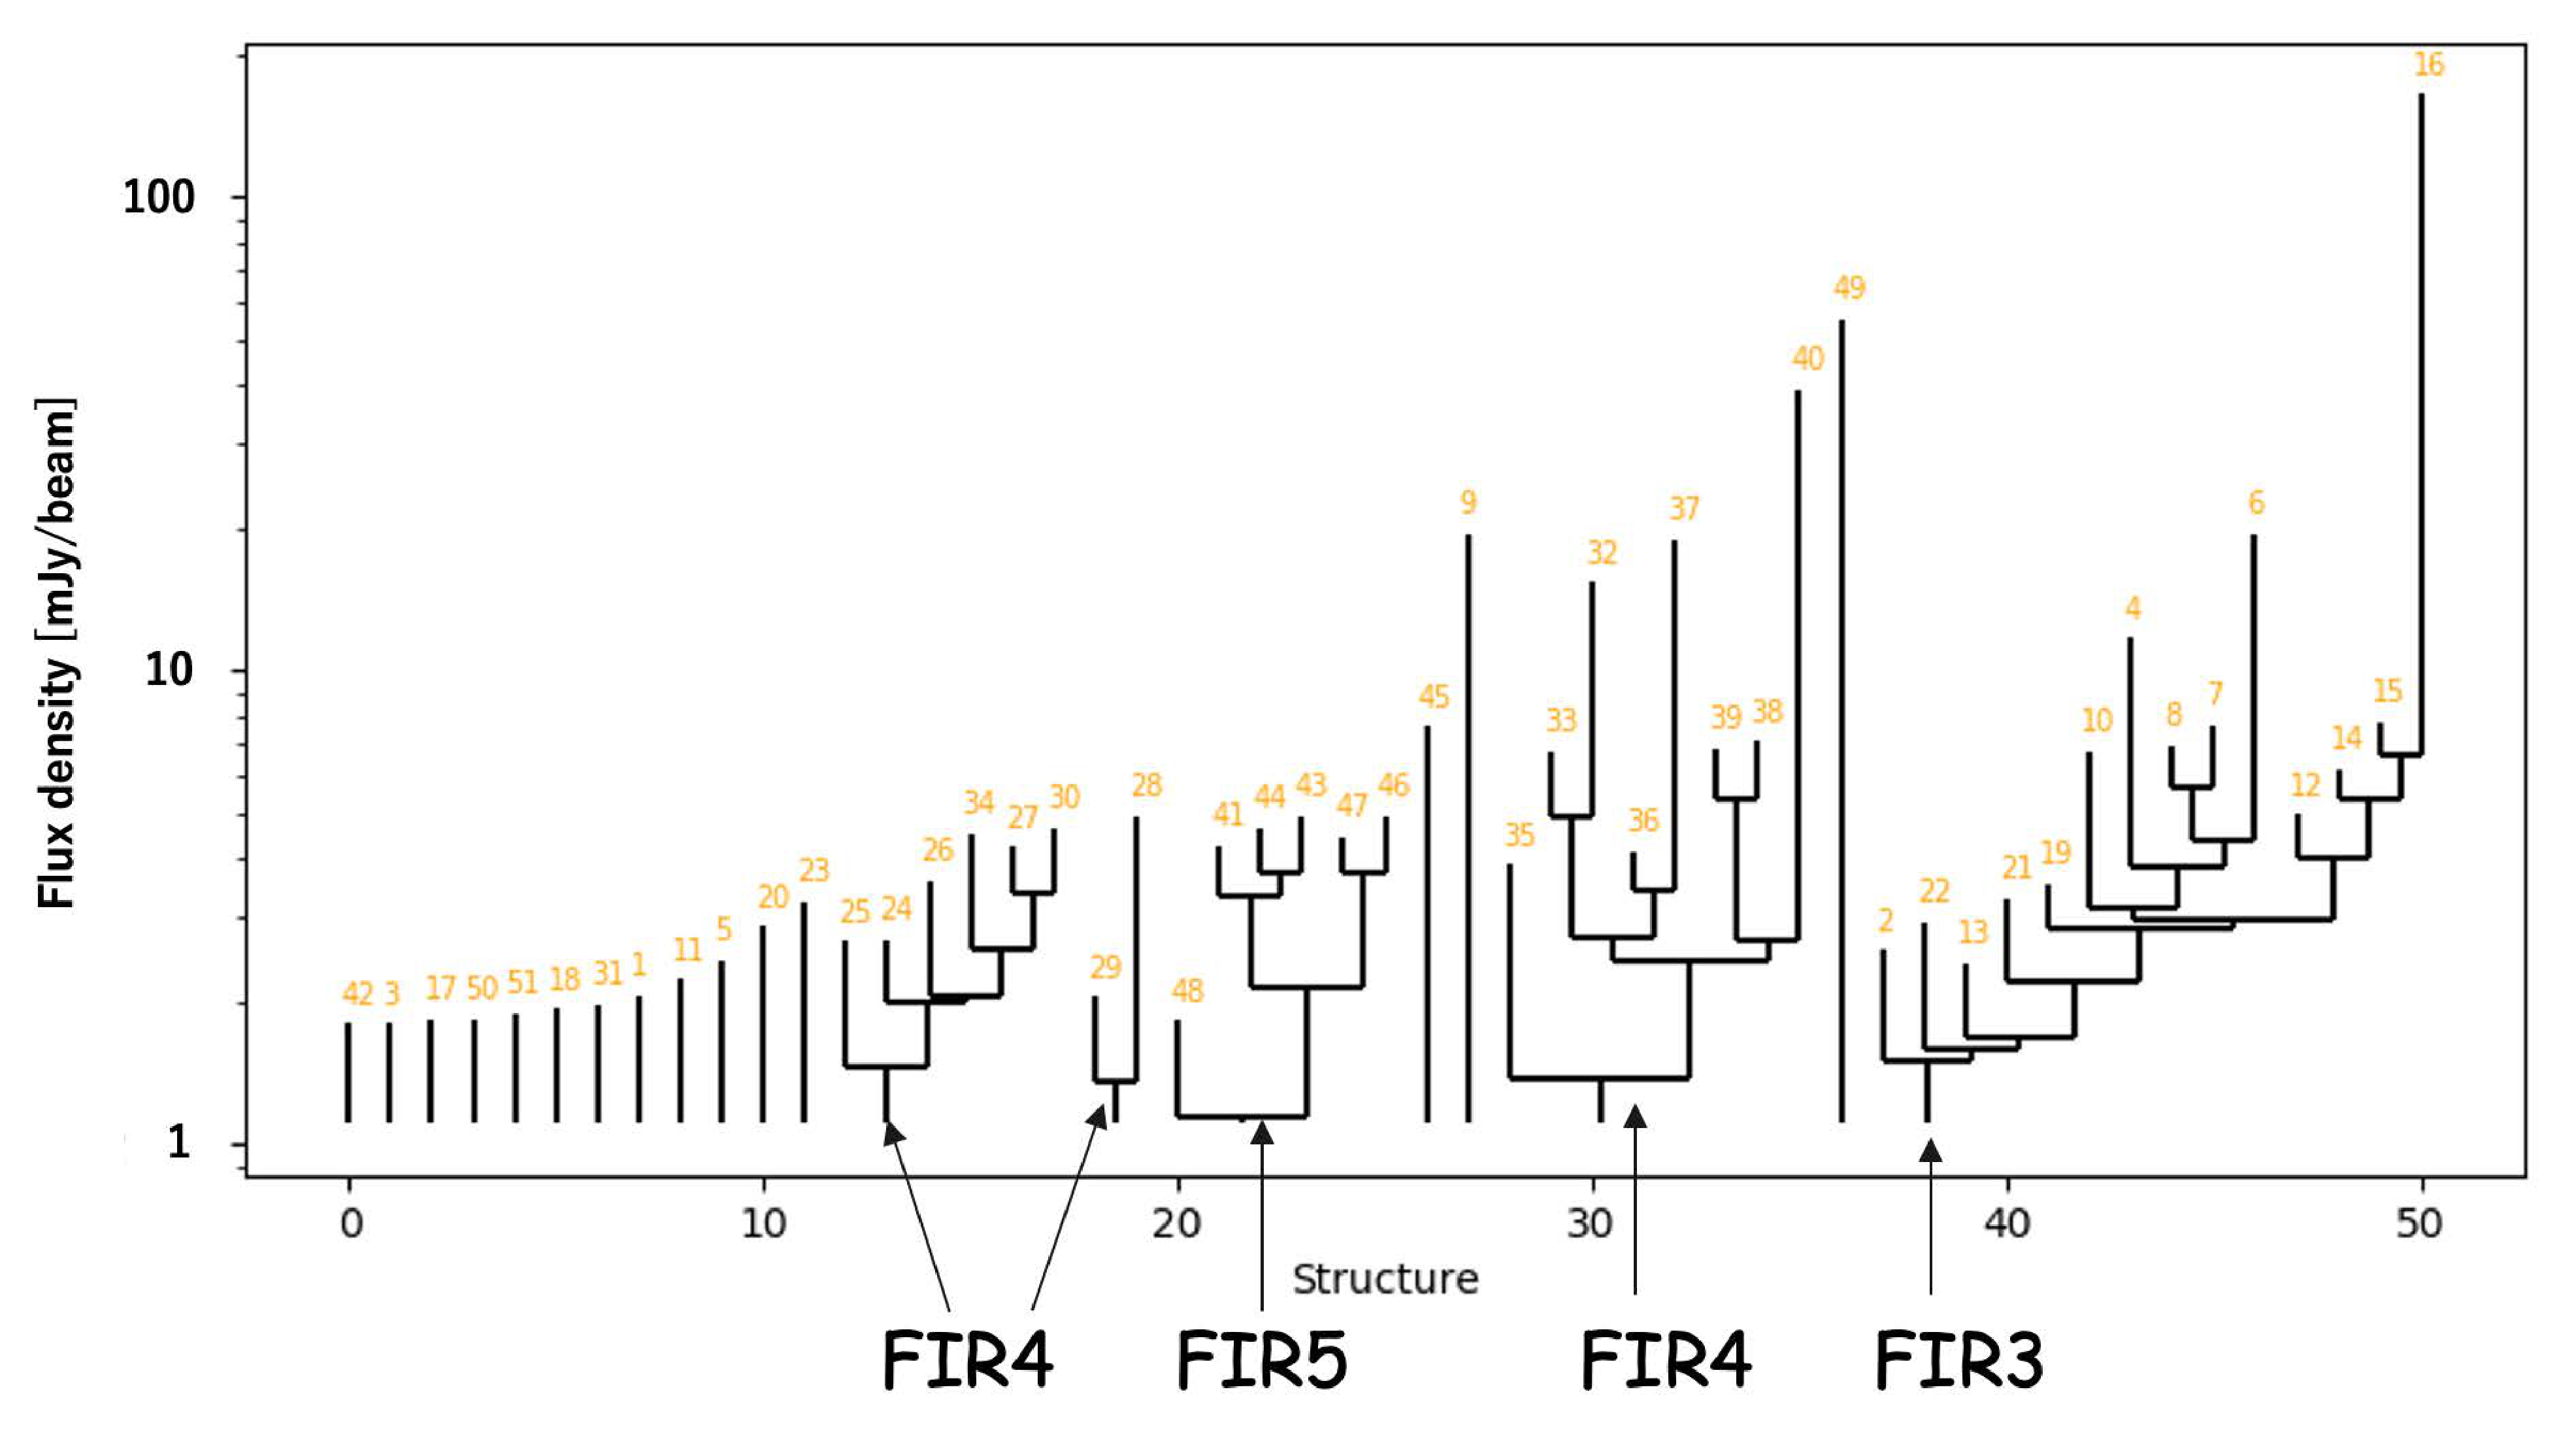 Flux density [mJy/beam]
100
10
1
42 3 17 50 51 18 31 1 11 5 20 23 25 24 26 34 27 30 29 28 48 41 44 43 47 46 45 9 35 33 32 36 37 39 38 40 49 2 22 13 21 19 10 4 8 7 6 12 14 15 16
0 10 20 30 40 50
Structure
FIR4 FIR5 FIR4 FIR3